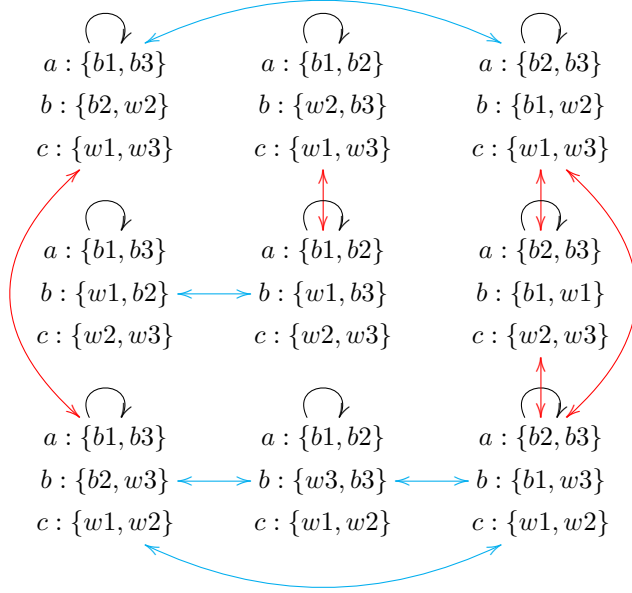 a : {b1, b3} a : {b1, b2} a : {b2, b3}
b : {b2, w2} b : {w2, b3} b : {b1, w2}
c : {w1, w3} c : {w1, w3} c : {w1, w3}
a : {b1, b3} a : {b1, b2} a : {b2, b3}
b : {w1, b2} b : {w1, b3} b : {b1, w1}
c : {w2, w3} c : {w2, w3} c : {w2, w3}
a : {b1, b3} a : {b1, b2} a : {b2, b3}
b : {b2, w3} b : {w3, b3} b : {b1, w3}
c : {w1, w2} c : {w1, w2} c : {w1, w2}